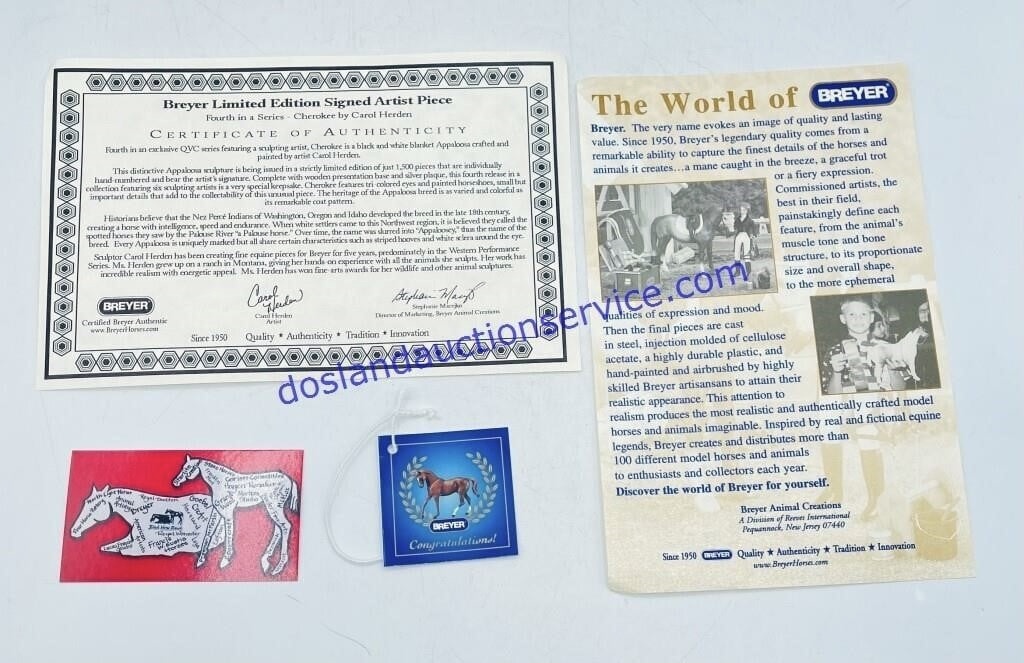 Breyer Limited Edition Signed Artist Piece
Fourth in a Series - Cherokee by Carol Herden
CERTIFICATE OF AUTHENTICITY
Fourth in an exclusive QVC series featuring a sculpting artist, Cherokee is a black and white blanket Appaloosa crafted and
painted by artist Carol Herden.
This distinctive Appaloosa sculpture is being issued in a strictly limited edition of just 1,500 pieces that are individually
hand-numbered and bear the artist's signature. Complete with wooden presentation base and silver plaque, this fourth release in a
collection featuring six sculpting artists is a very special keepsake. Cherokee features tri-colored eyes and painted horseshoes, small but
important details that add to the collectability of this unusual piece. The heritage of the Appaloosa breed is as varied and colorful as
its remarkable coat pattern.
Historians believe that the Nez Percé Indians of Washington, Oregon and Idaho developed the breed in the late 18th century,
creating a horse with intelligence, speed and endurance. When white settlers came to this Northwest region, it is believed they called the
spotted horses they saw by the Palouse River "a Palouse horse." Over time, the name was slurred into "Appaloosey," thus the name of the
breed. Every Appaloosa is uniquely marked but all share certain characteristics such as striped hooves and white sclera around the eye.
Sculptor Carol Herden has been creating fine equine pieces for Breyer for five years, predominately in the Western Performance
Series. Ms. Herden grew up on a ranch in Montana, giving her hands-on experience with all the animals she sculpts. Her work has
incredible realism with energetic appeal. Ms. Herden has won fine-arts awards for her wildlife and other animal sculptures.
Carol Herden
Stephanie Macejko
BREYER
Certified Breyer Authentic
www.BreyerHorses.com
Carol Herden
Artist
Stephanie Macejko
Director of Marketing, Breyer Animal Creations
Since 1950 Quality ★ Authenticity ★ Tradition ★ Innovation
The World of BREYER
Breyer. The very name evokes an image of quality and lasting
value. Since 1950, Breyer's legendary quality comes from a
remarkable ability to capture the finest details of the horses and
animals it creates...a mane caught in the breeze, a graceful trot
or a fiery expression.
Commissioned artists, the
best in their field,
painstakingly define each
feature, from the animal's
muscle tone and bone
structure, to its proportionate
size and overall shape,
to the more ephemeral
qualities of expression and mood.
Then the final pieces are cast
in steel, injection molded of cellulose
acetate, a highly durable plastic, and
hand-painted and airbrushed by highly
skilled Breyer artisansans to attain their
realistic appearance. This attention to
realism produces the most realistic and authentically crafted model
horses and animals imaginable. Inspired by real and fictional equine
legends, Breyer creates and distributes more than
100 different model horses and animals
to enthusiasts and collectors each year.
Discover the world of Breyer for yourself.
Breyer Animal Creations
A Division of Reeves International
Pequannock, New Jersey 07440
Since 1950 BREYER Quality ★ Authenticity ★ Tradition ★ Innovation
www.BreyerHorses.com
doslandauctionservice.com
Stone Horses
North Light
Animal Artistry
Breyer
Royal Doulton
Hagen Renaker
BREYER
Congratulations!